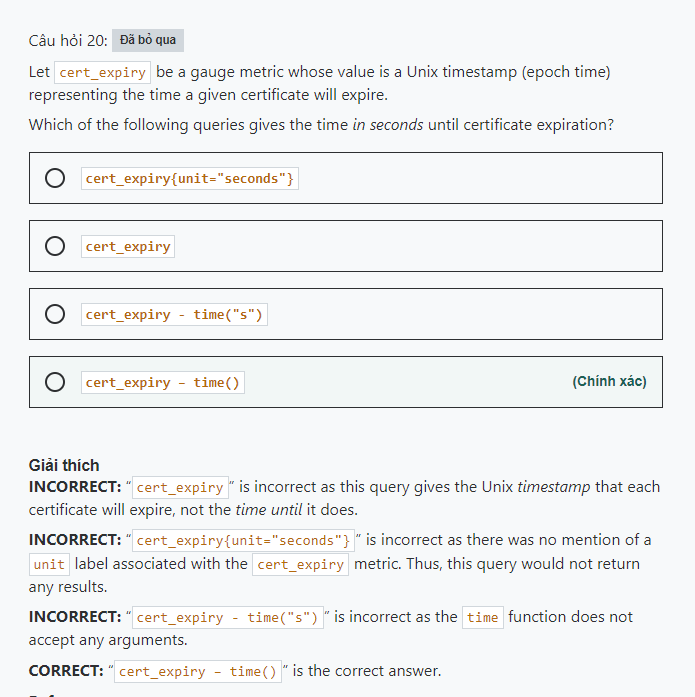 Câu hỏi 20: Đã bỏ qua
Let cert_expiry be a gauge metric whose value is a Unix timestamp (epoch time)
representing the time a given certificate will expire.
Which of the following queries gives the time in seconds until certificate expiration?
cert_expiry{unit="seconds"}
cert_expiry
cert_expiry - time("s")
cert_expiry – time() (Chính xác)
Giải thích
INCORRECT: “cert_expiry” is incorrect as this query gives the Unix timestamp that each
certificate will expire, not the time until it does.
INCORRECT: “cert_expiry{unit="seconds"}” is incorrect as there was no mention of a
unit label associated with the cert_expiry metric. Thus, this query would not return
any results.
INCORRECT: “cert_expiry - time("s")” is incorrect as the time function does not
accept any arguments.
CORRECT: “cert_expiry – time()” is the correct answer.